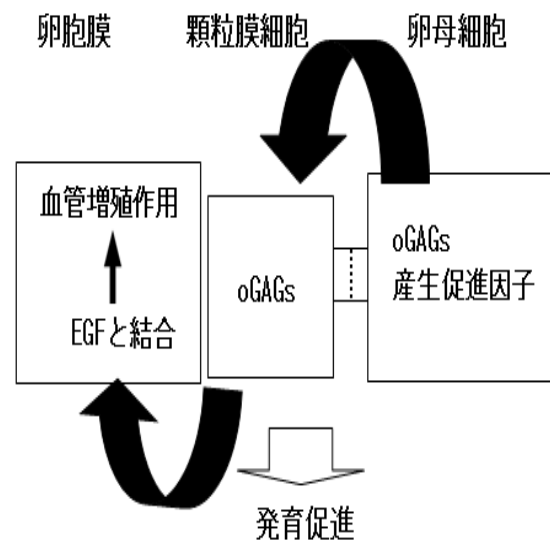 卵胞膜
顆粒膜細胞
卵母細胞
血管増殖作用
EGFと結合
oGAGs
oGAGs
産生促進因子
発育促進